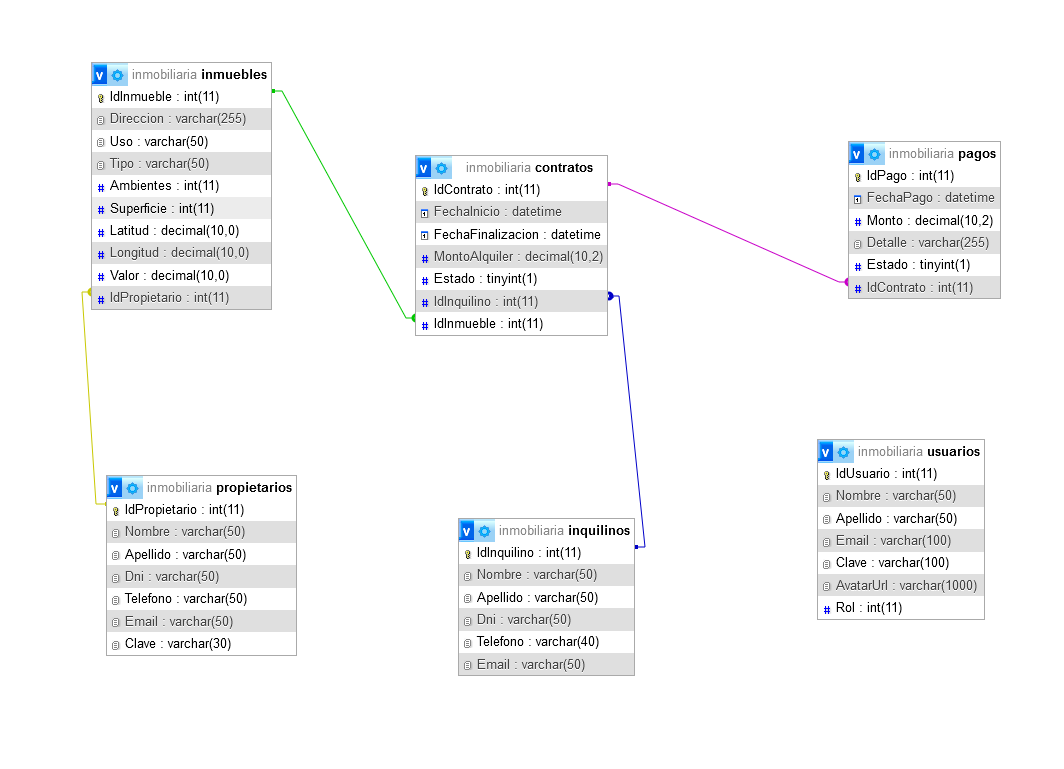 v inmobiliaria inmuebles
IdInmueble : int(11)
Direccion : varchar(255)
Uso : varchar(50)
Tipo : varchar(50)
# Ambientes : int(11)
# Superficie : int(11)
# Latitud : decimal(10,0)
# Longitud : decimal(10,0)
# Valor : decimal(10,0)
# IdPropietario : int(11)
v inmobiliaria contratos
IdContrato : int(11)
FechaInicio : datetime
FechaFinalizacion : datetime
# MontoAlquiler : decimal(10,2)
# Estado : tinyint(1)
# IdInquilino : int(11)
# IdInmueble : int(11)
v inmobiliaria pagos
IdPago : int(11)
FechaPago : datetime
# Monto : decimal(10,2)
Detalle : varchar(255)
# Estado : tinyint(1)
# IdContrato : int(11)
v inmobiliaria propietarios
IdPropietario : int(11)
Nombre : varchar(50)
Apellido : varchar(50)
Dni : varchar(50)
Telefono : varchar(50)
Email : varchar(50)
Clave : varchar(30)
v inmobiliaria inquilinos
IdInquilino : int(11)
Nombre : varchar(50)
Apellido : varchar(50)
Dni : varchar(50)
Telefono : varchar(40)
Email : varchar(50)
v inmobiliaria usuarios
IdUsuario : int(11)
Nombre : varchar(50)
Apellido : varchar(50)
Email : varchar(100)
Clave : varchar(100)
AvatarUrl : varchar(1000)
# Rol : int(11)